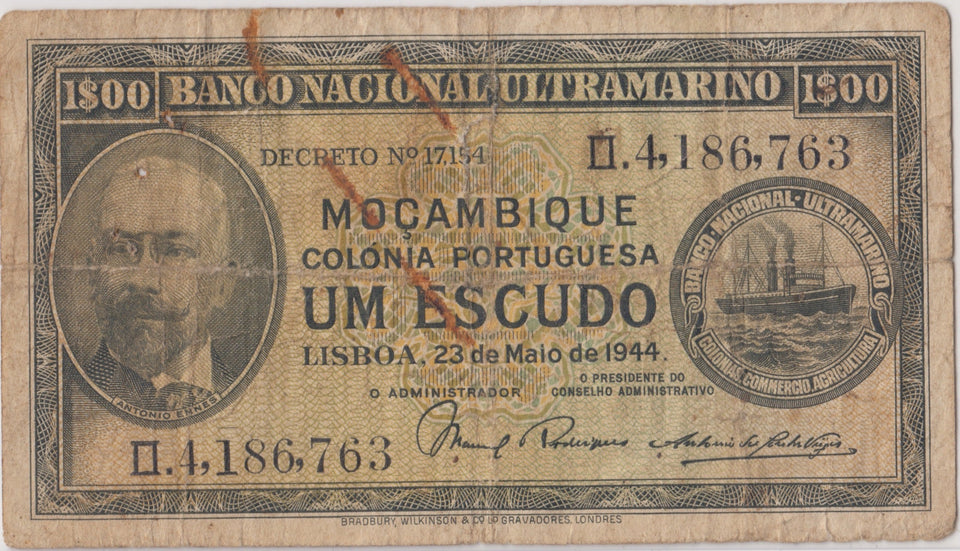 1$00 BANCO NACIONAL ULTRAMARINO 1$00
DECRETO Nº 17.154
П.4,186,763
MOÇAMBIQUE
COLÓNIA PORTUGUESA
UM ESCUDO
LISBOA, 23 de Maio de 1944.
O ADMINISTRADOR
O PRESIDENTE DO
CONSELHO ADMINISTRATIVO
BANCO·NACIONAL·ULTRAMARINO
COLONIAS, COMMERCIO, AGRICULTURA
ANTONIO ENNES
П.4,186,763
Manuel Rodrigues
BRADBURY, WILKINSON & Cº Lº GRAVADORES, LONDRES